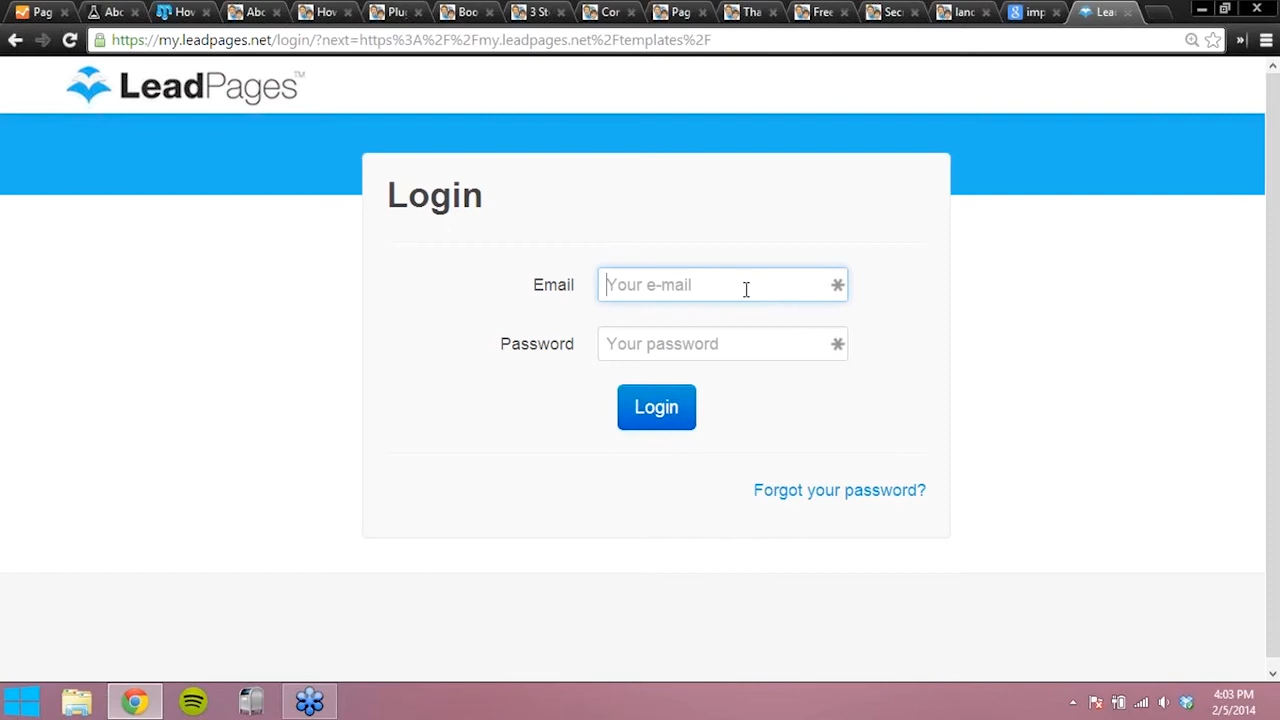 Pag
Abc
Hov
Abc
Hov
Plu
Boo
3 St
Cor
Pag
Tha
Free
Sec
lanc
imp
Lea
https://my.leadpages.net/login/?next=https%3A%2F%2Fmy.leadpages.net%2Ftemplates%2F
LeadPages™
Login
Email
Your e-mail
Password
Your password
Login
Forgot your password?
4:03 PM
2/5/2014